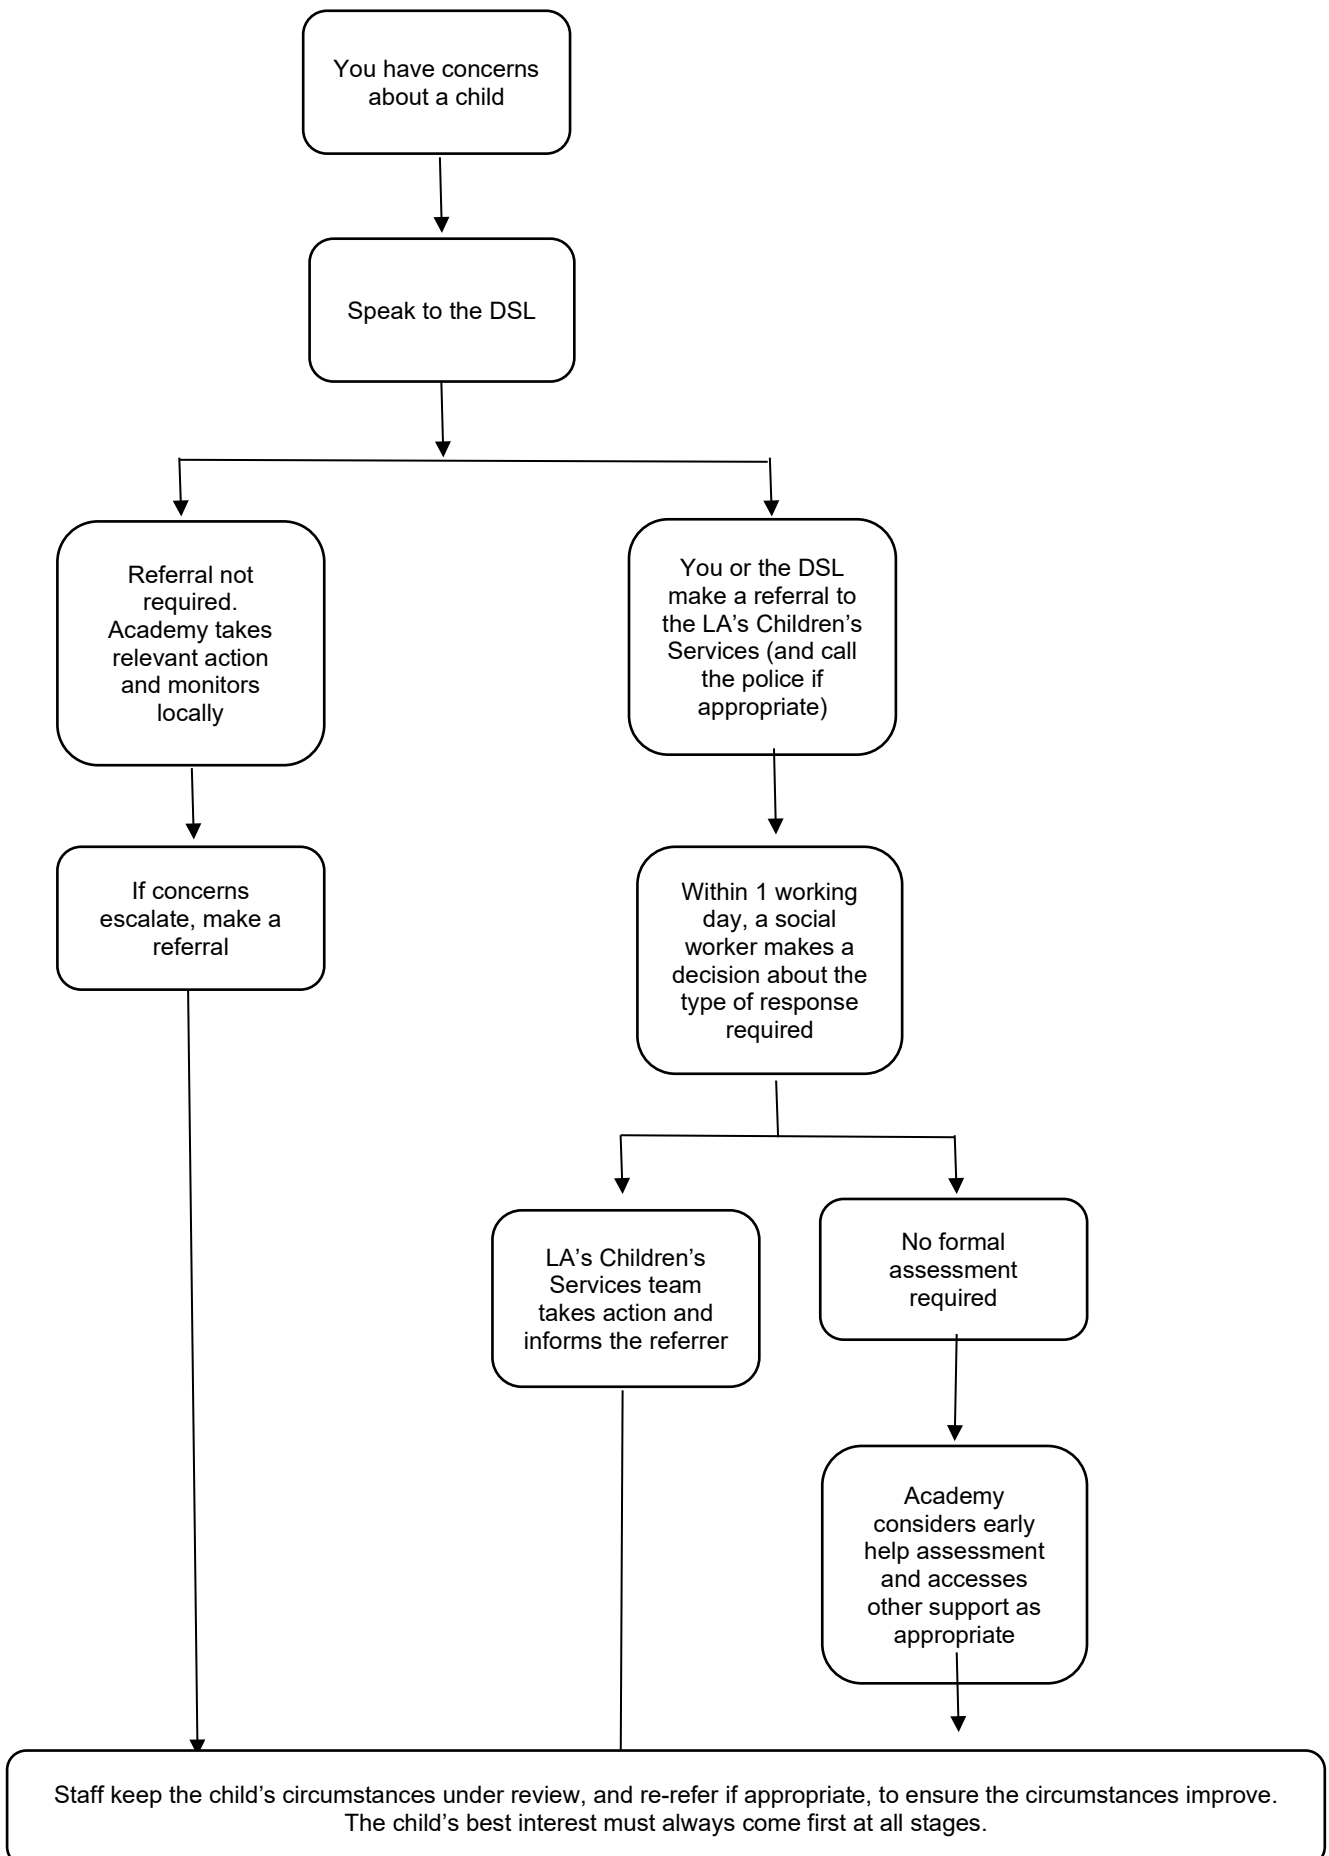 You have concerns
about a child
Speak to the DSL
Referral not
required.
Academy takes
relevant action
and monitors
locally
You or the DSL
make a referral to
the LA’s Children’s
Services (and call
the police if
appropriate)
If concerns
escalate, make a
referral
Within 1 working
day, a social
worker makes a
decision about the
type of response
required
LA’s Children’s
Services team
takes action and
informs the referrer
No formal
assessment
required
Academy
considers early
help assessment
and accesses
other support as
appropriate
Staff keep the child’s circumstances under review, and re-refer if appropriate, to ensure the circumstances improve.
The child’s best interest must always come first at all stages.